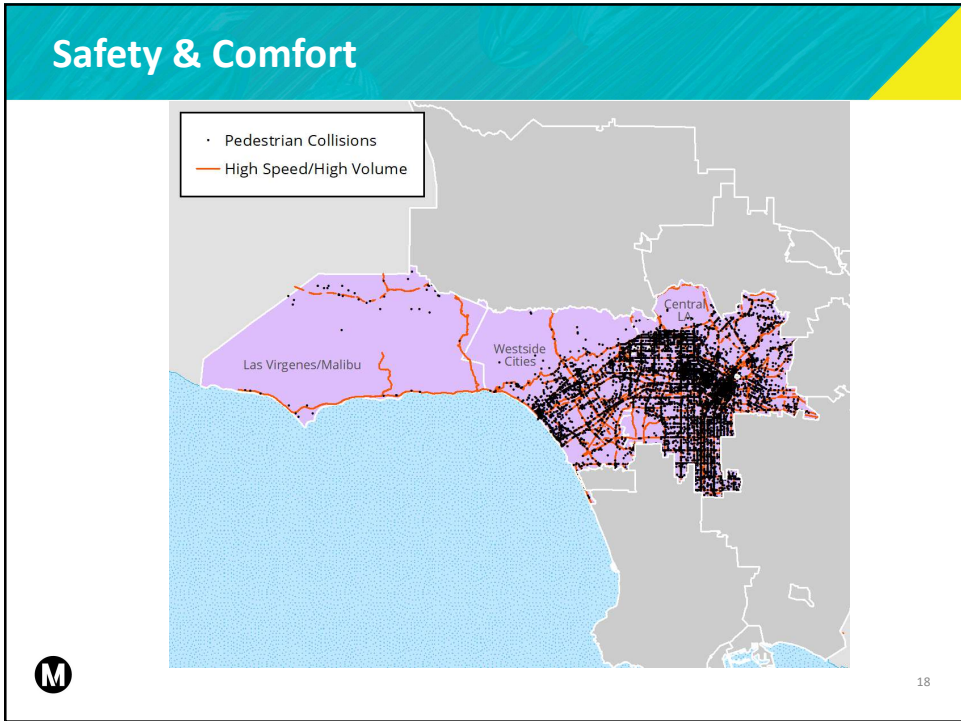 Safety & Comfort
Pedestrian Collisions
High Speed/High Volume
Central
LA
Westside
Cities
Las Virgenes/Malibu
M
18